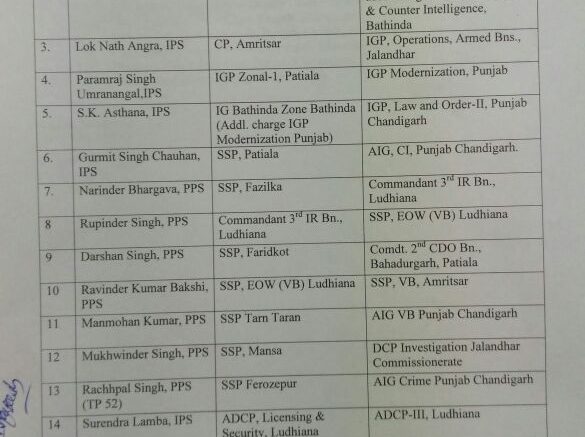 & Counter Intelligence,
Bathinda
3. Lok Nath Angra, IPS CP, Amritsar IGP, Operations, Armed Bns.,
Jalandhar
4. Paramraj Singh IGP Zonal-1, Patiala IGP Modernization, Punjab
Umranangal,IPS
5. S.K. Asthana, IPS IG Bathinda Zone Bathinda IGP, Law and Order-II, Punjab
(Addl. charge IGP Chandigarh
Modernization Punjab)
6. Gurmit Singh Chauhan, SSP, Patiala AIG, CI, Punjab Chandigarh.
IPS
7. Narinder Bhargava, PPS SSP, Fazilka Commandant 3rd IR Bn.,
Ludhiana
8 Rupinder Singh, PPS Commandant 3rd IR Bn., SSP, EOW (VB) Ludhiana
Ludhiana
9 Darshan Singh, PPS SSP, Faridkot Comdt. 2nd CDO Bn.,
Bahadurgarh, Patiala
10 Ravinder Kumar Bakshi, SSP, EOW (VB) Ludhiana SSP, VB, Amritsar
PPS
11 Manmohan Kumar, PPS SSP Tarn Taran AIG VB Punjab Chandigarh
12 Mukhwinder Singh, PPS SSP, Mansa DCP Investigation Jalandhar
Commissionerate
13 Rachhpal Singh, PPS SSP Ferozepur AIG Crime Punjab Chandigarh
(TP 52)
14 Surendra Lamba, IPS ADCP, Licensing & ADCP-III, Ludhiana
Security, Ludhiana